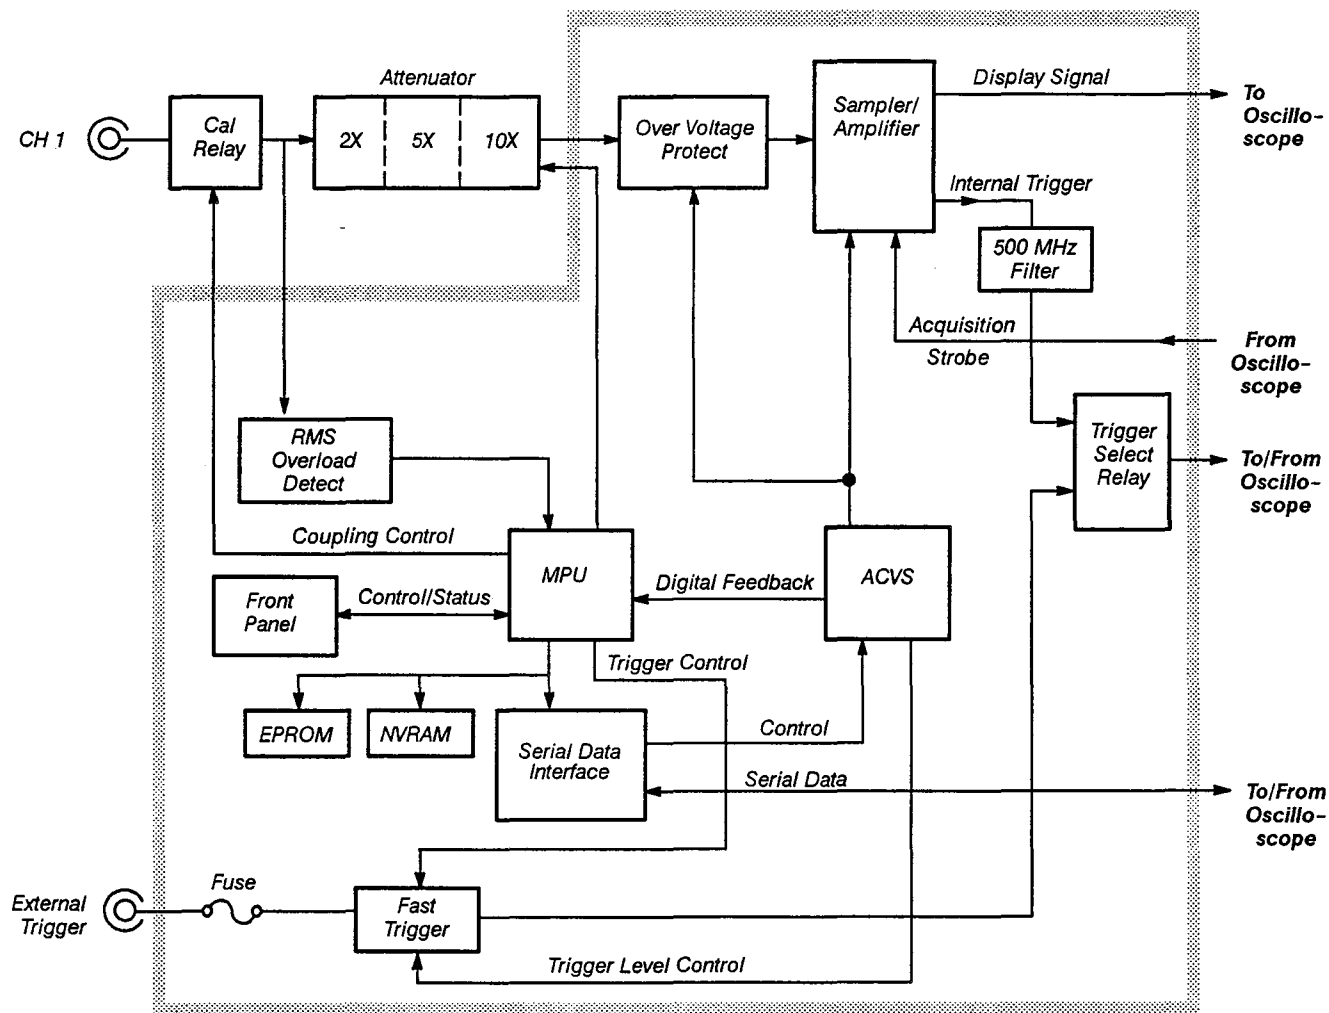 Attenuator
CH 1
Cal
Relay
2X
5X
10X
Over Voltage
Protect
Sampler/
Amplifier
Display Signal
To
Oscillo-
scope
Internal Trigger
500 MHz
Filter
Acquisition
Strobe
From
Oscillo-
scope
RMS
Overload
Detect
Trigger
Select
Relay
To/From
Oscillo-
scope
Coupling Control
MPU
Digital Feedback
ACVS
Front
Panel
Control/Status
Trigger Control
EPROM
NVRAM
Serial Data
Interface
Control
Serial Data
To/From
Oscillo-
scope
External
Trigger
Fuse
Fast
Trigger
Trigger Level Control